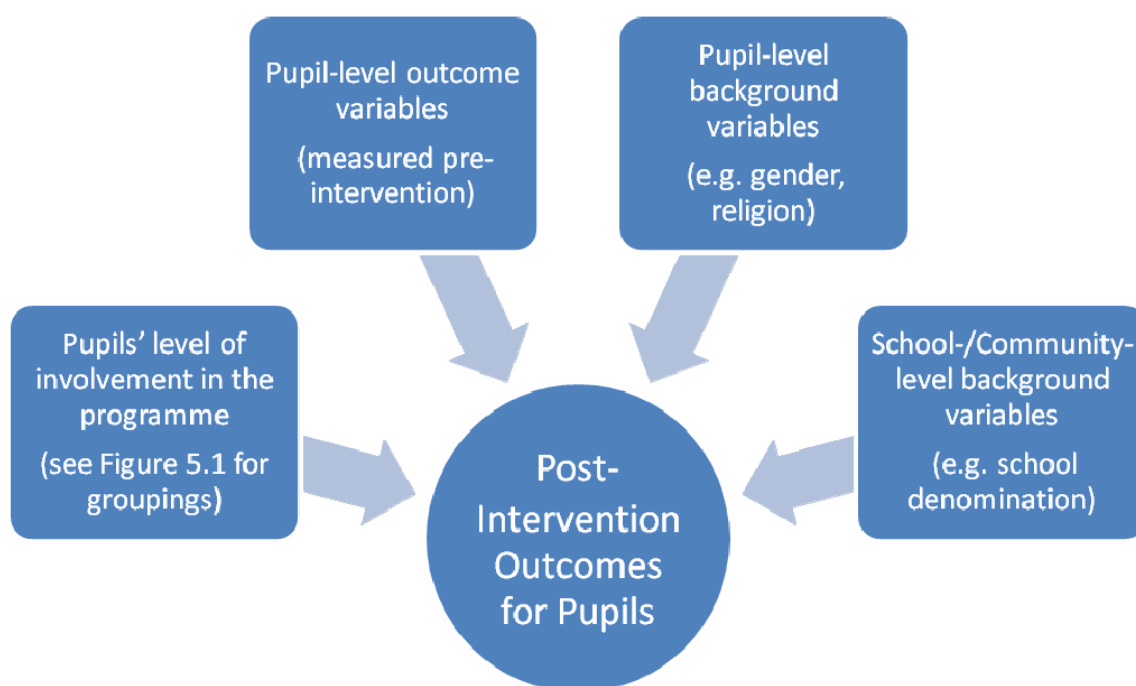 Pupil-level outcome
variables
(measured pre-
intervention)
Pupil-level
background
variables
(e.g. gender,
religion)
Pupils’ level of
involvement in the
programme
(see Figure 5.1 for
groupings)
School-/Community-
level background
variables
(e.g. school
denomination)
Post-
Intervention
Outcomes
for Pupils